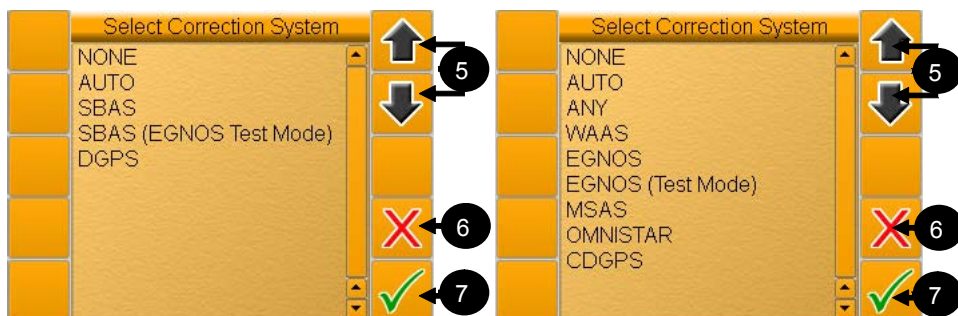 Select Correction System
NONE
AUTO
SBAS
SBAS (EGNOS Test Mode)
DGPS
5
6
7
Select Correction System
NONE
AUTO
ANY
WAAS
EGNOS
EGNOS (Test Mode)
MSAS
OMNISTAR
CDGPS
5
6
7